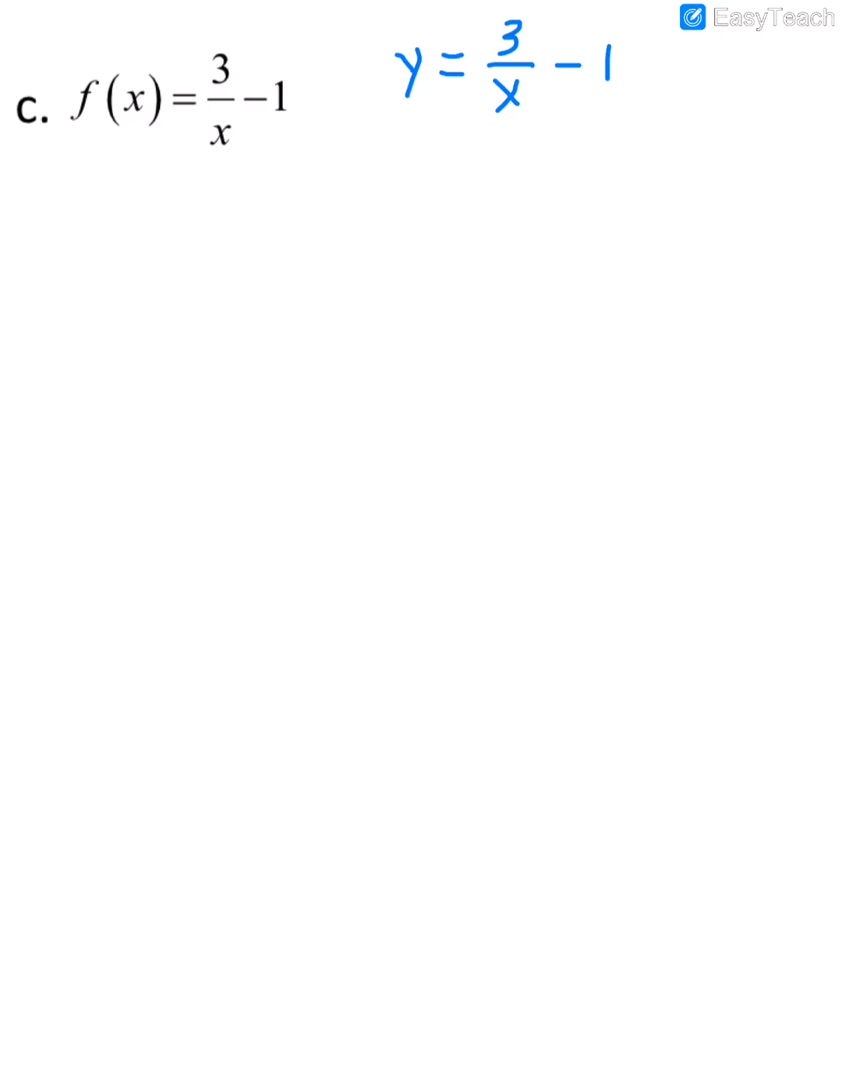 EasyTeach
c. f(x) = 3/x − 1
y = 3/x − 1